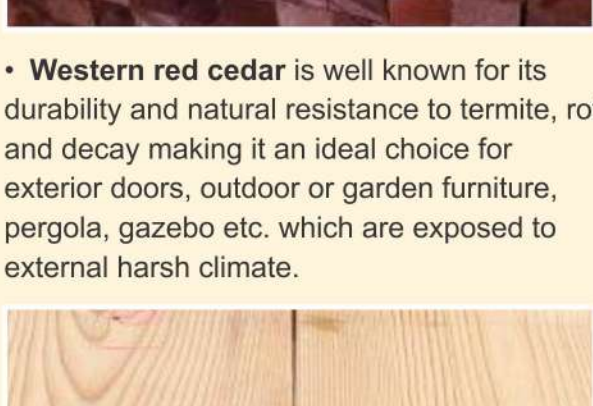 • Western red cedar is well known for its
durability and natural resistance to termite,
and decay making it an ideal choice for
exterior doors, outdoor or garden furniture,
pergola, gazebo etc. which are exposed to
external harsh climate.